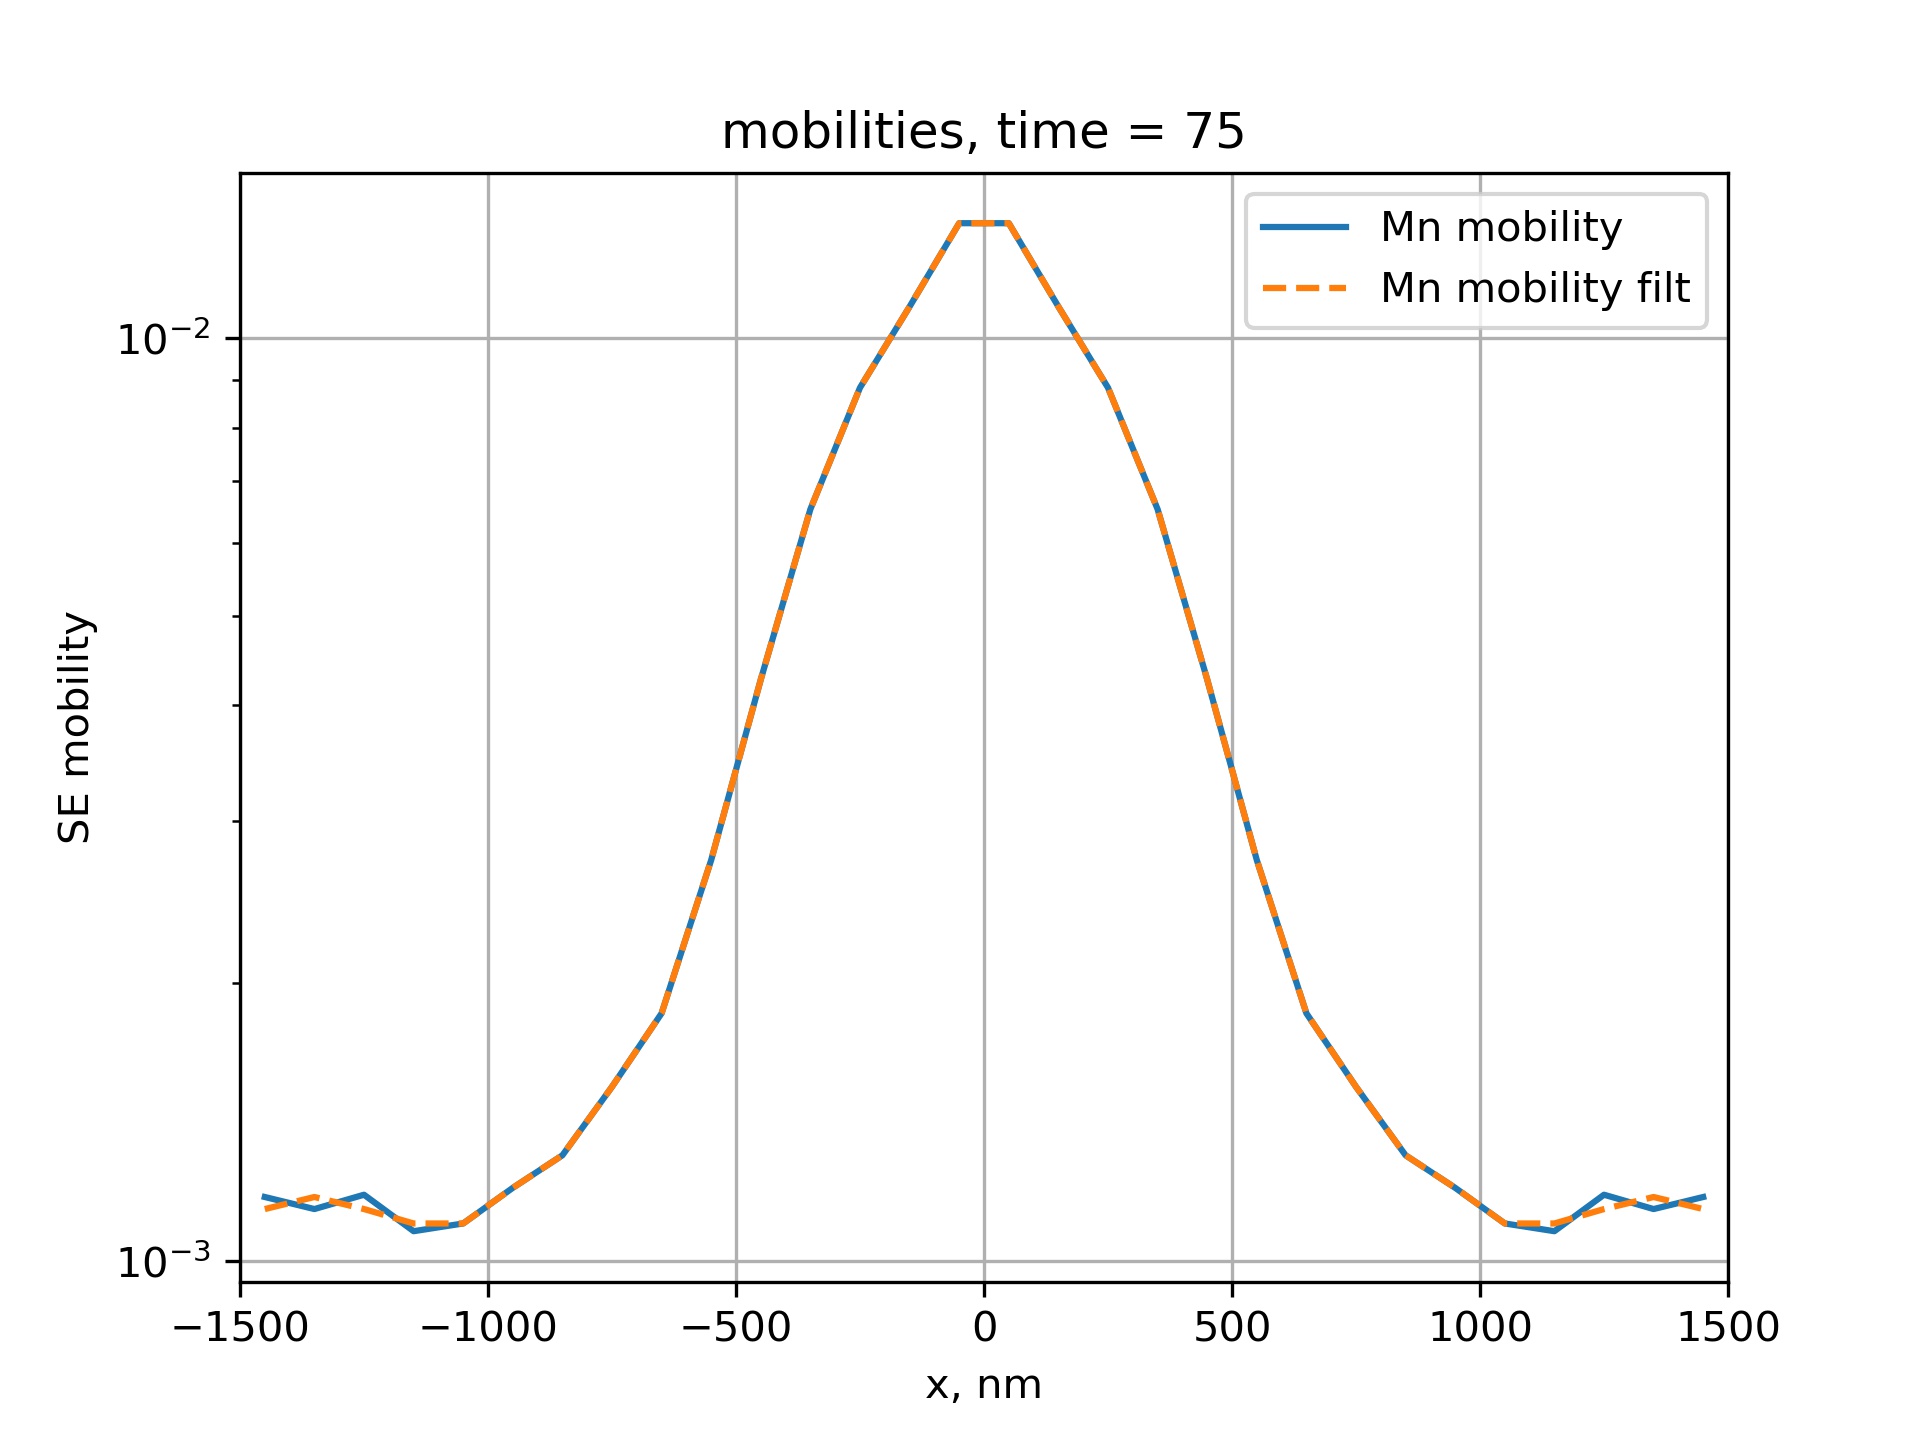 mobilities, time = 75
Mn mobility
Mn mobility filt
10⁻²
10⁻³
SE mobility
−1500 −1000 −500 0 500 1000 1500
x, nm